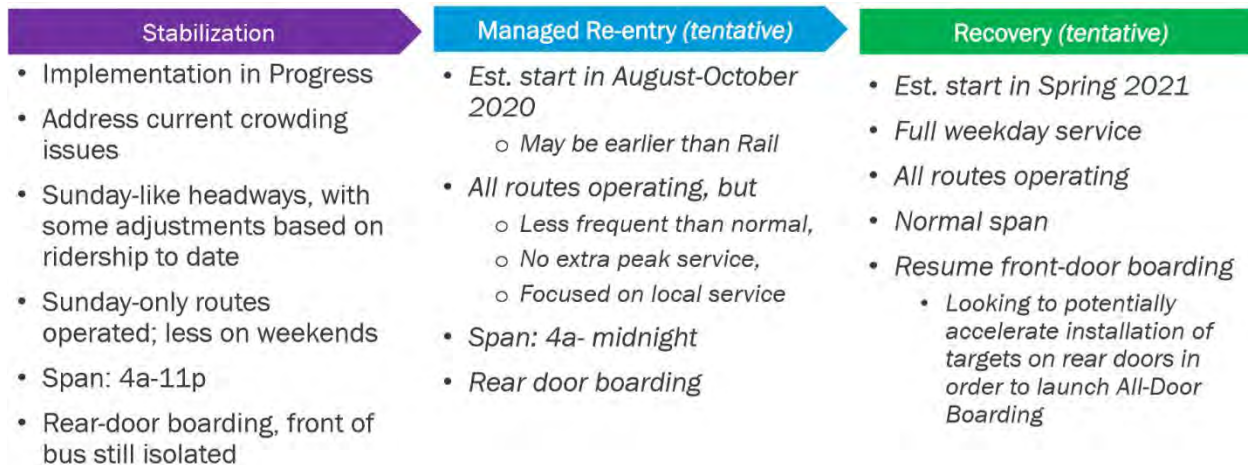 Stabilization
• Implementation in Progress
• Address current crowding
issues
• Sunday-like headways, with
some adjustments based on
ridership to date
• Sunday-only routes
operated; less on weekends
• Span: 4a-11p
• Rear-door boarding, front of
bus still isolated
Managed Re-entry (tentative)
• Est. start in August-October
2020
o May be earlier than Rail
• All routes operating, but
o Less frequent than normal,
o No extra peak service,
o Focused on local service
• Span: 4a- midnight
• Rear door boarding
Recovery (tentative)
• Est. start in Spring 2021
• Full weekday service
• All routes operating
• Normal span
• Resume front-door boarding
• Looking to potentially
accelerate installation of
targets on rear doors in
order to launch All-Door
Boarding